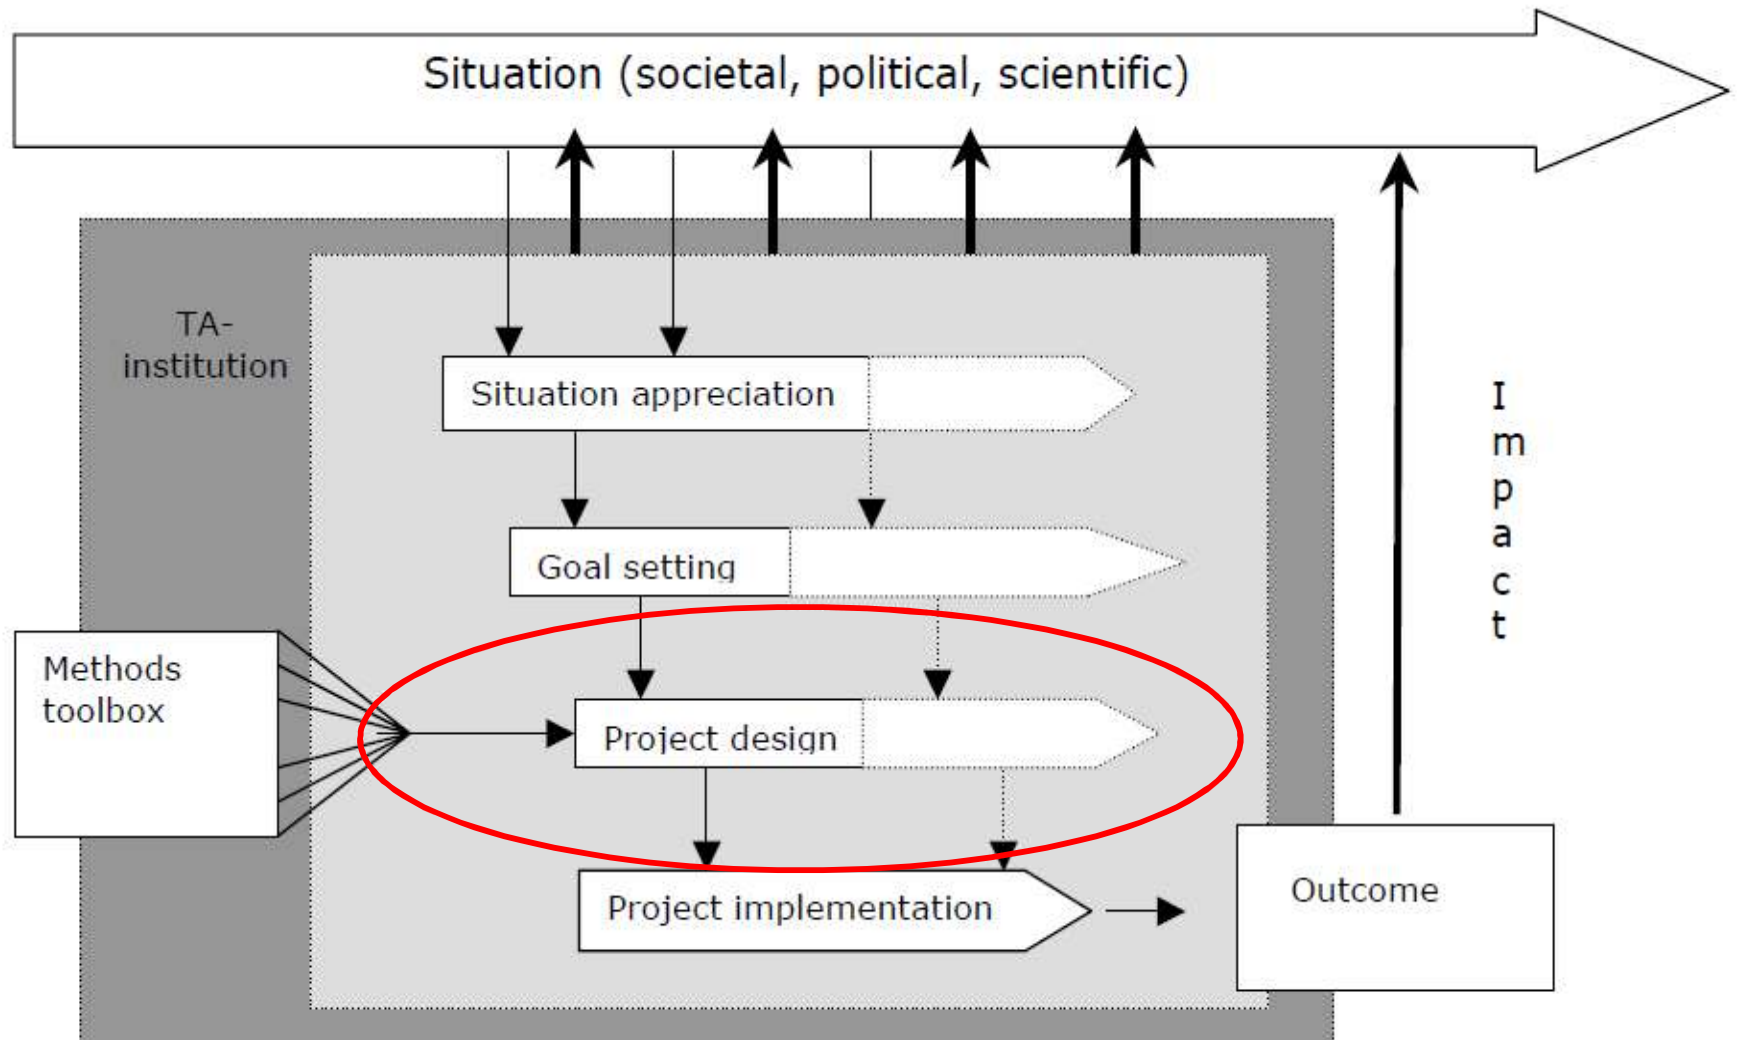 Situation (societal, political, scientific)
TA-
institution
Situation appreciation
Goal setting
Methods
toolbox
Project design
Project implementation
Outcome
I
m
p
a
c
t